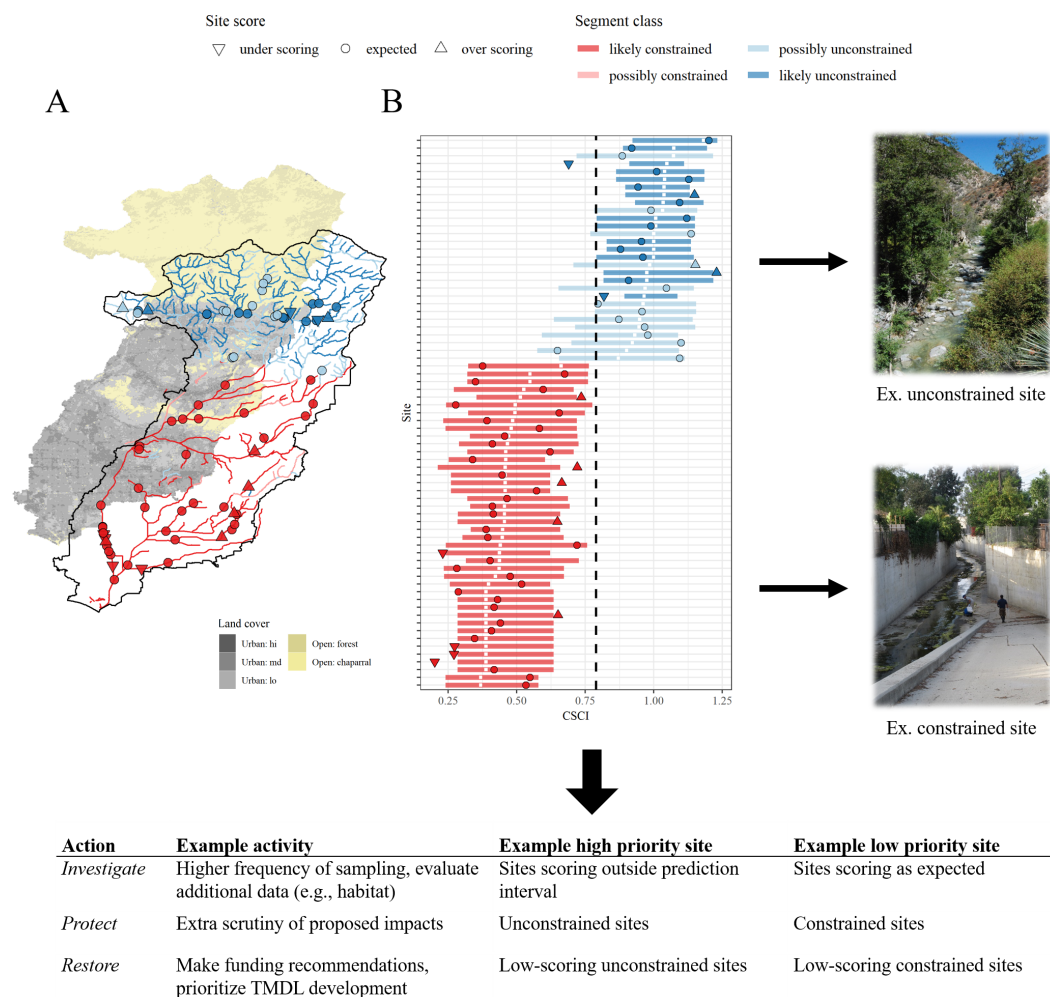 Site score
under scoring
expected
over scoring
Segment class
likely constrained
possibly constrained
possibly unconstrained
likely unconstrained
A
B
Site
0.25
0.50
0.75
1.00
1.25
CSCI
Land cover
Urban: hi
Urban: md
Urban: lo
Open: forest
Open: chaparral
Ex. unconstrained site
Ex. constrained site
Action Example activity Example high priority site Example low priority site
Investigate Higher frequency of sampling, evaluate Sites scoring outside prediction Sites scoring as expected
additional data (e.g., habitat) interval
Protect Extra scrutiny of proposed impacts Unconstrained sites Constrained sites
Restore Make funding recommendations, Low-scoring unconstrained sites Low-scoring constrained sites
prioritize TMDL development